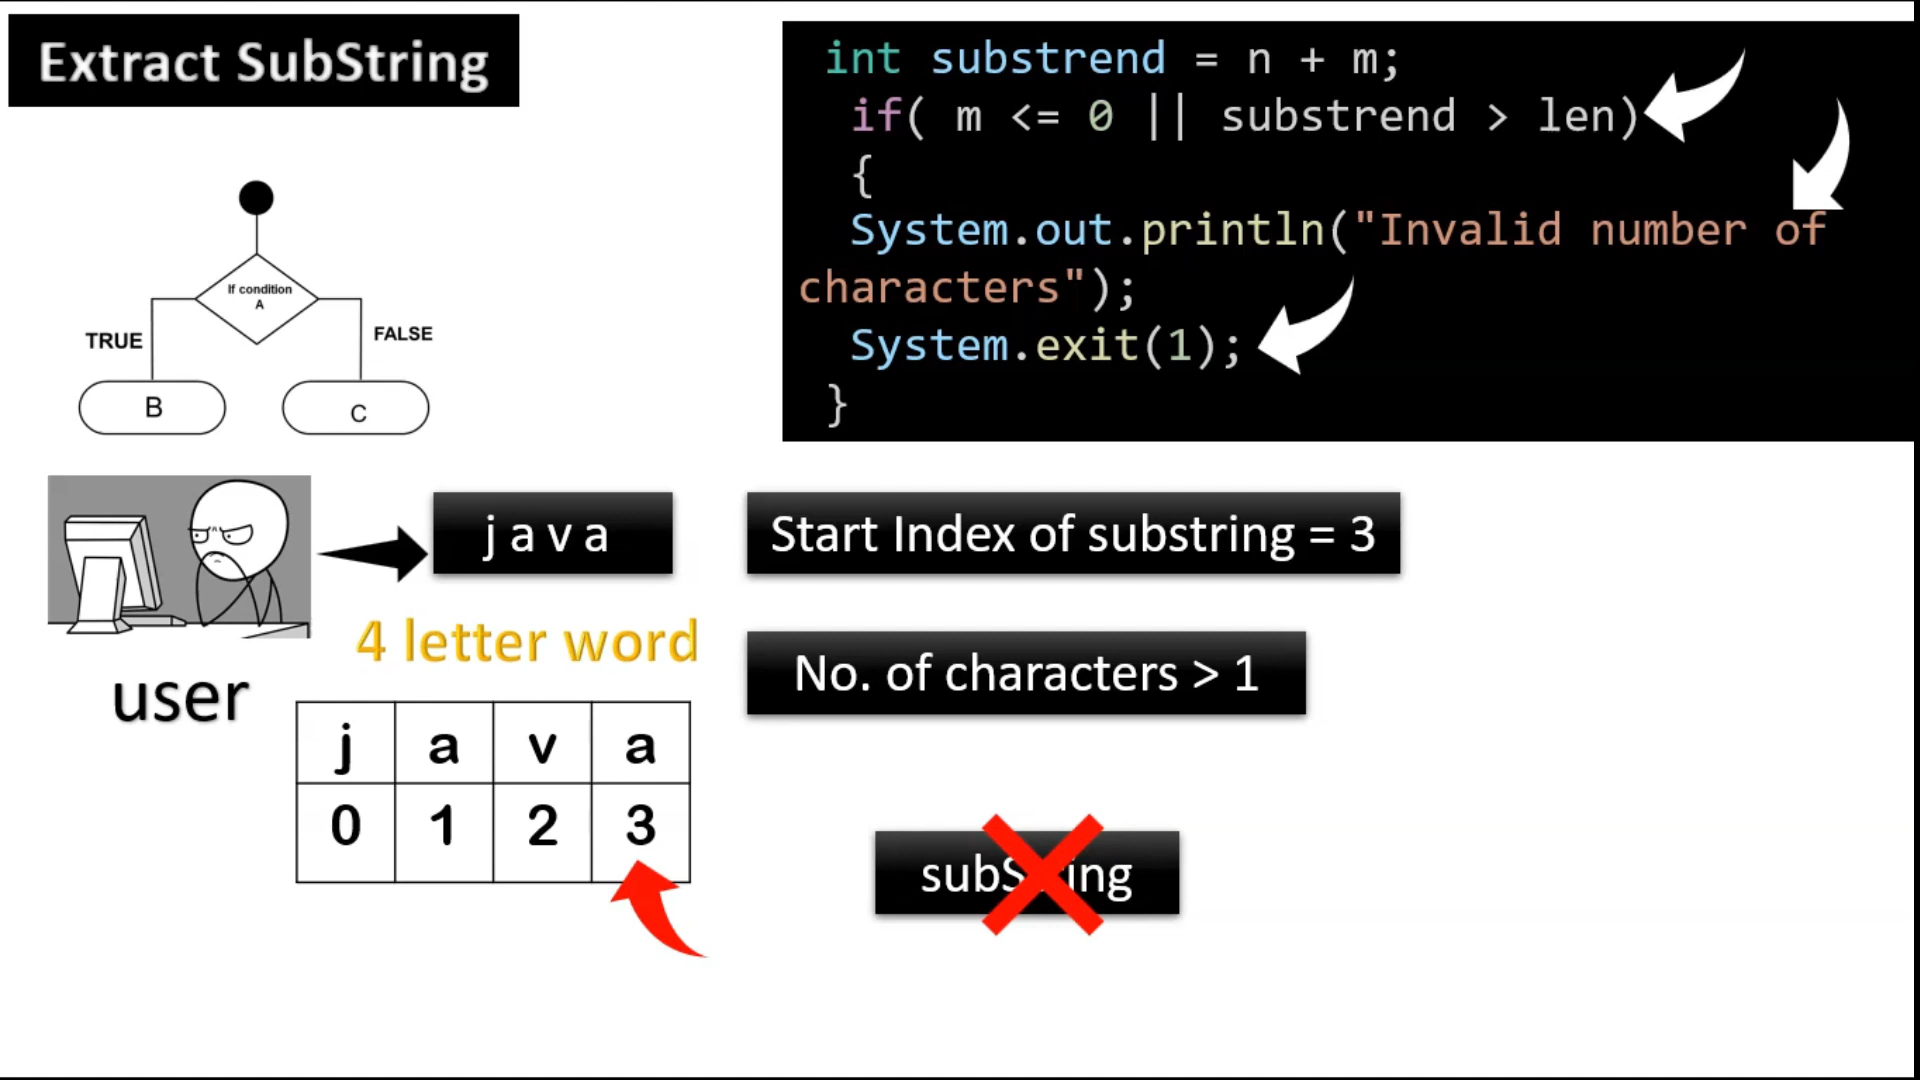 Extract SubString
int substrend = n + m;
if( m <= 0 || substrend > len)
{
System.out.println("Invalid number of
characters");
System.exit(1);
}
If condition
A
TRUE
FALSE
B
C
j a v a
Start Index of substring = 3
4 letter word
No. of characters > 1
user
j a v a
0 1 2 3
subString